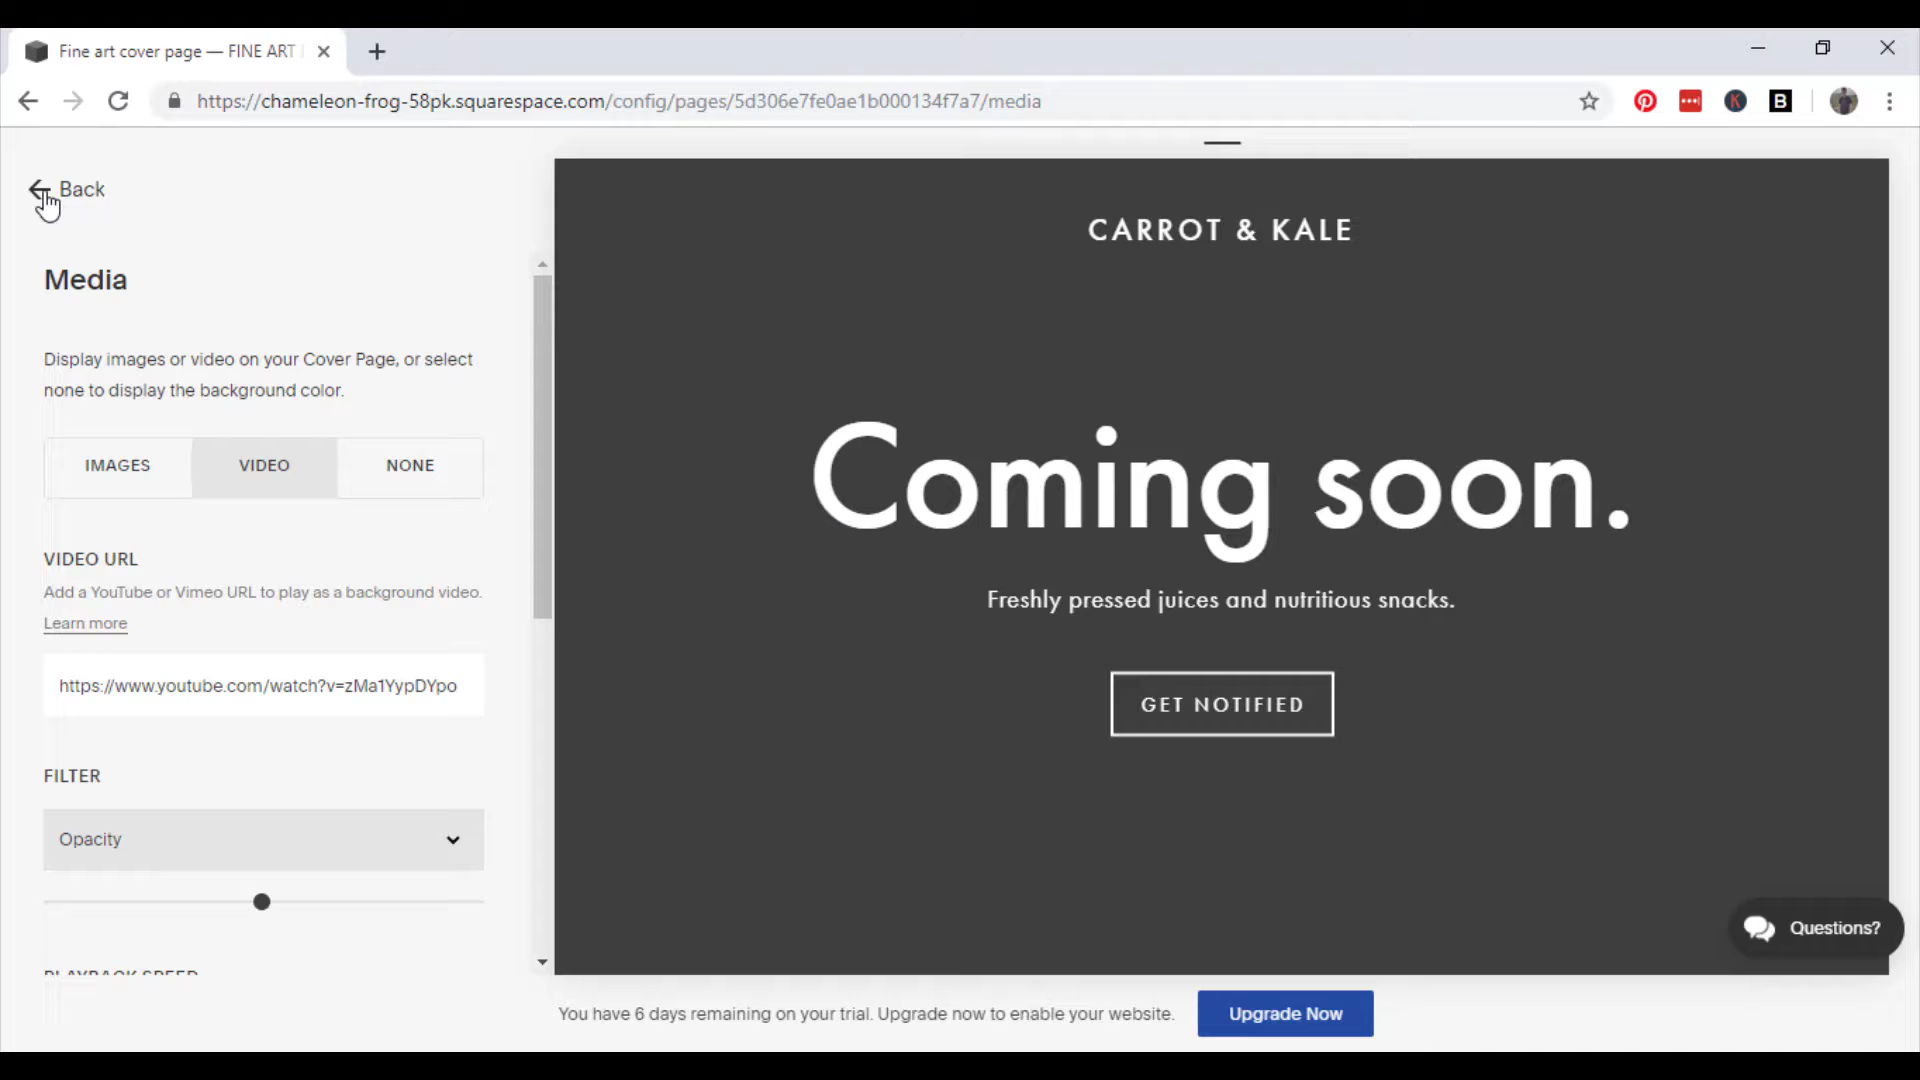 Fine art cover page — FINE ART
https://chameleon-frog-58pk.squarespace.com/config/pages/5d306e7fe0ae1b000134f7a7/media
K
B
Back
Media
Display images or video on your Cover Page, or select
none to display the background color.
IMAGES
VIDEO
NONE
VIDEO URL
Add a YouTube or Vimeo URL to play as a background video.
Learn more
https://www.youtube.com/watch?v=zMa1YypDYpo
FILTER
Opacity
PLAYBACK SPEED
CARROT & KALE
Coming soon.
Freshly pressed juices and nutritious snacks.
GET NOTIFIED
Questions?
You have 6 days remaining on your trial. Upgrade now to enable your website.
Upgrade Now